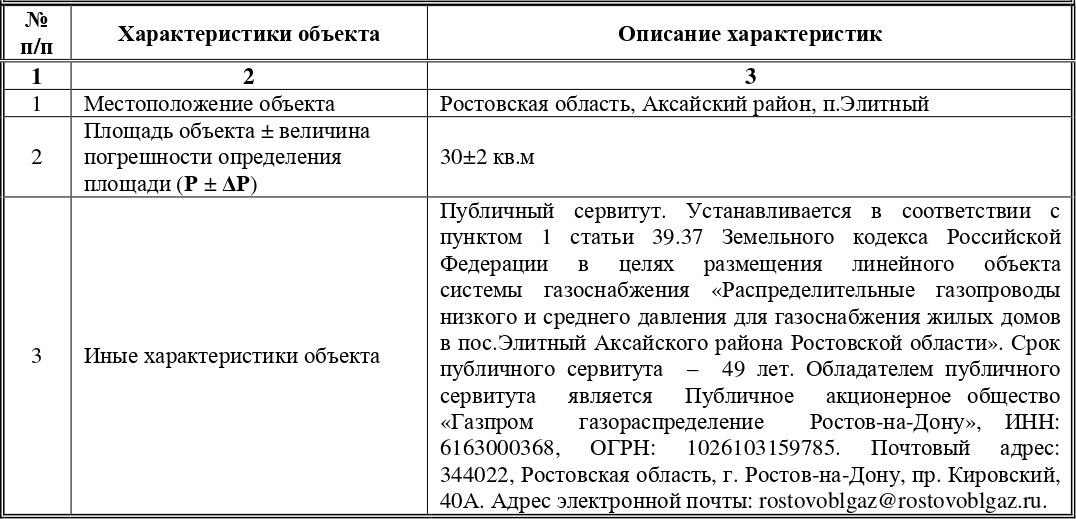 №
п/п
Характеристики объекта
Описание характеристик
1
2
3
1
Местоположение объекта
Ростовская область, Аксайский район, п.Элитный
2
Площадь объекта ± величина
погрешности определения
площади (P ± ΔP)
30±2 кв.м
3
Иные характеристики объекта
Публичный сервитут. Устанавливается в соответствии с
пунктом 1 статьи 39.37 Земельного кодекса Российской
Федерации в целях размещения линейного объекта
системы газоснабжения «Распределительные газопроводы
низкого и среднего давления для газоснабжения жилых домов
в пос.Элитный Аксайского района Ростовской области». Срок
публичного сервитута – 49 лет. Обладателем публичного
сервитута является Публичное акционерное общество
«Газпром газораспределение Ростов-на-Дону», ИНН:
6163000368, ОГРН: 1026103159785. Почтовый адрес:
344022, Ростовская область, г. Ростов-на-Дону, пр. Кировский,
40А. Адрес электронной почты: rostovoblgaz@rostovoblgaz.ru.